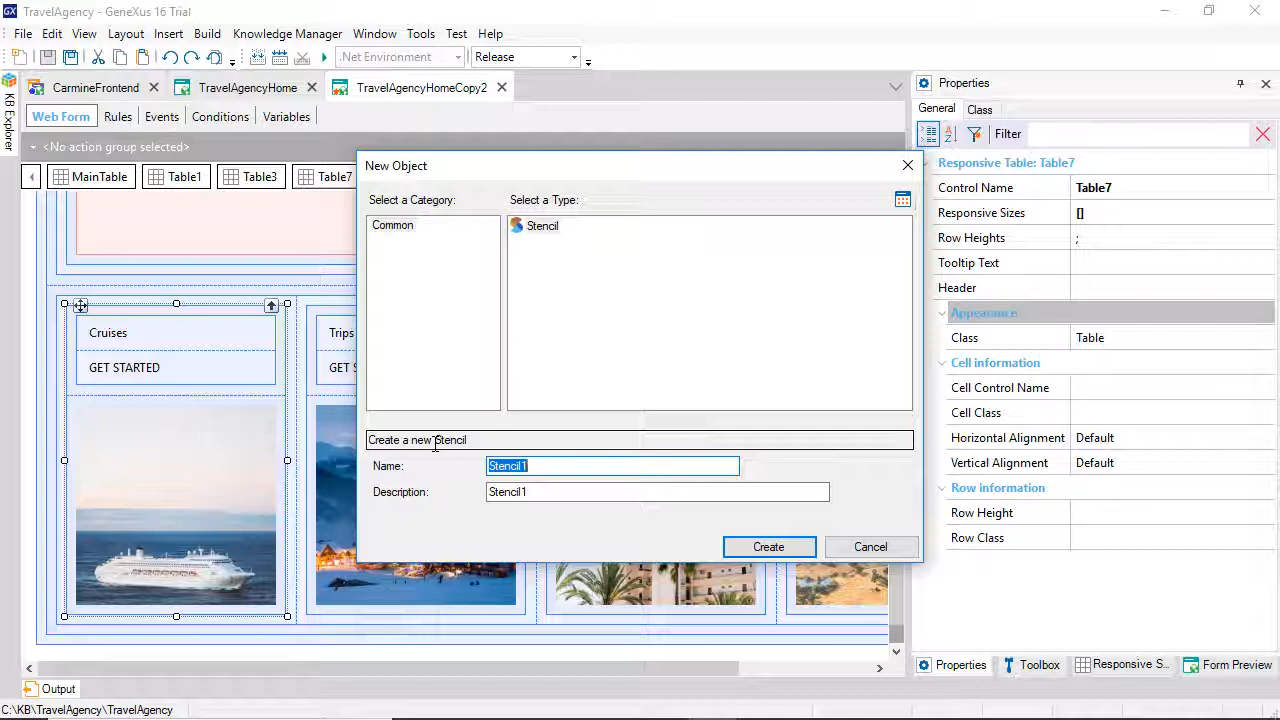 TravelAgency - GeneXus 16 Trial
File Edit View Layout Insert Build Knowledge Manager Window Tools Test Help
.Net Environment Release
CarmineFrontend TravelAgencyHome TravelAgencyHomeCopy2
Web Form Rules Events Conditions Variables
<No action group selected>
MainTable Table1 Table3 Table7
KB Explorer
Cruises
GET STARTED
Trips
GET S
New Object
Select a Category:
Select a Type:
Common
Stencil
Create a new Stencil
Name: Stencil1
Description: Stencil1
Create Cancel
Properties
General Class
Filter
Responsive Table: Table7
Control Name Table7
Responsive Sizes []
Row Heights ;
Tooltip Text
Header
Appearance
Class Table
Cell information
Cell Control Name
Cell Class
Horizontal Alignment Default
Vertical Alignment Default
Row information
Row Height
Row Class
Properties Toolbox Responsive S... Form Preview
Output
C:\KB\TravelAgency\TravelAgency